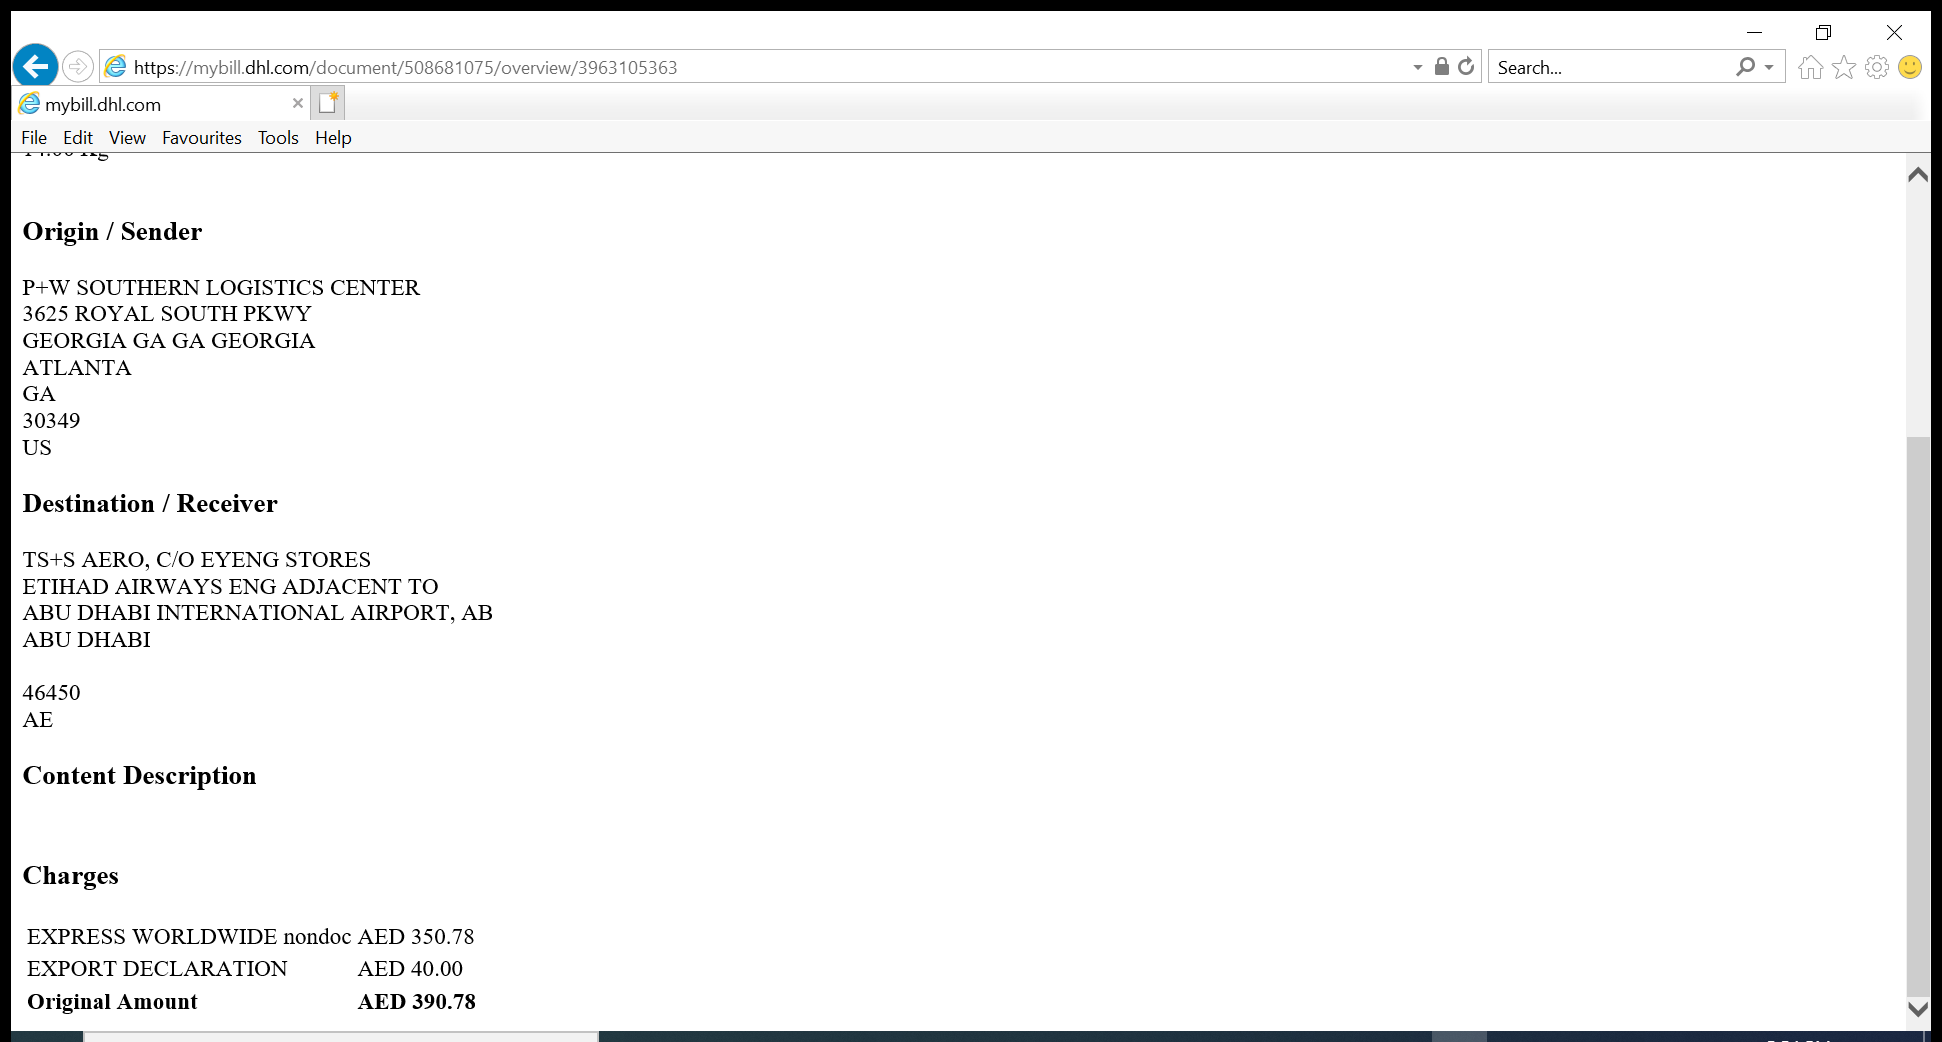 https://mybill.dhl.com/document/508681075/overview/3963105363
Search...
mybill.dhl.com
File Edit View Favourites Tools Help
Origin / Sender
P+W SOUTHERN LOGISTICS CENTER
3625 ROYAL SOUTH PKWY
GEORGIA GA GA GEORGIA
ATLANTA
GA
30349
US
Destination / Receiver
TS+S AERO, C/O EYENG STORES
ETIHAD AIRWAYS ENG ADJACENT TO
ABU DHABI INTERNATIONAL AIRPORT, AB
ABU DHABI
46450
AE
Content Description
Charges
EXPRESS WORLDWIDE nondoc AED 350.78
EXPORT DECLARATION AED 40.00
Original Amount AED 390.78